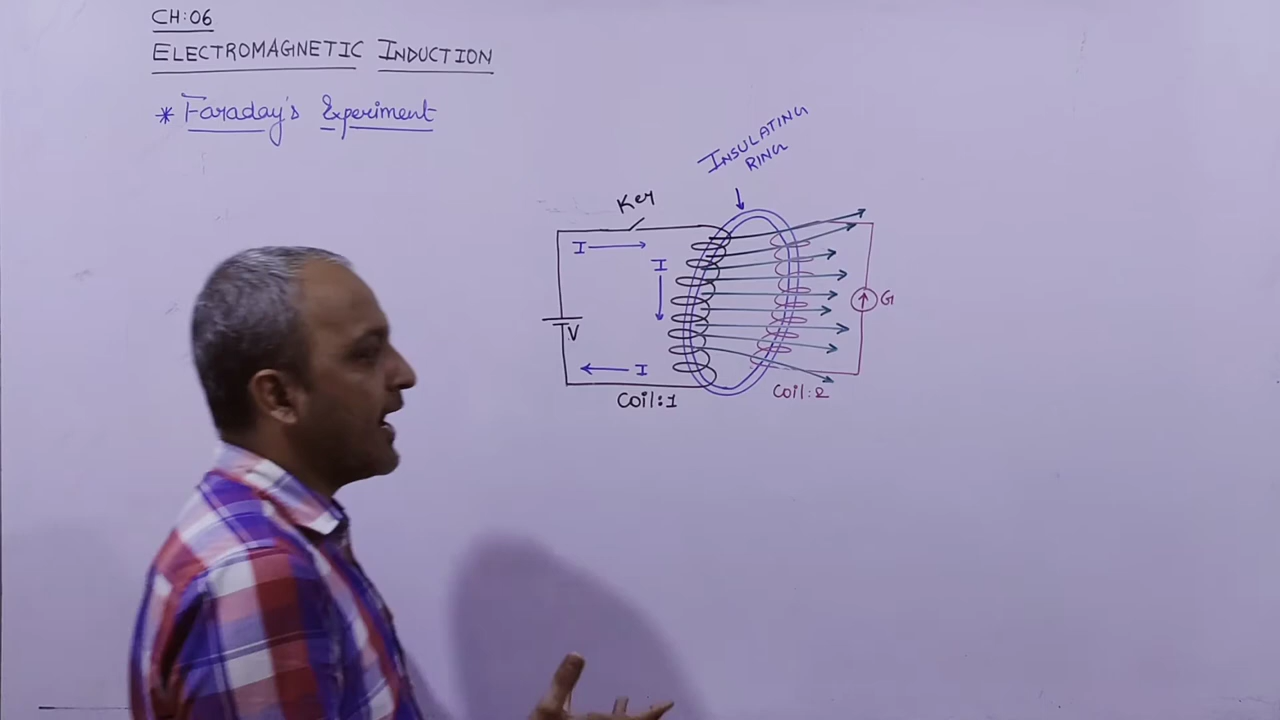 CH:06
ELECTROMAGNETIC INDUCTION
* Faraday's Experiment
INSULATING
RING
Key
I
I
V
I
G
Coil:1
Coil:2